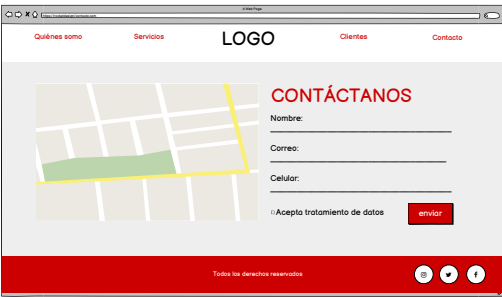 A Web Page
Quiénes somo
Servicios
LOGO
Clientes
Contacto
CONTÁCTANOS
Nombre:
Correo:
Celular:
Acepta tratamiento de datos
enviar
Todos los derechos reservados